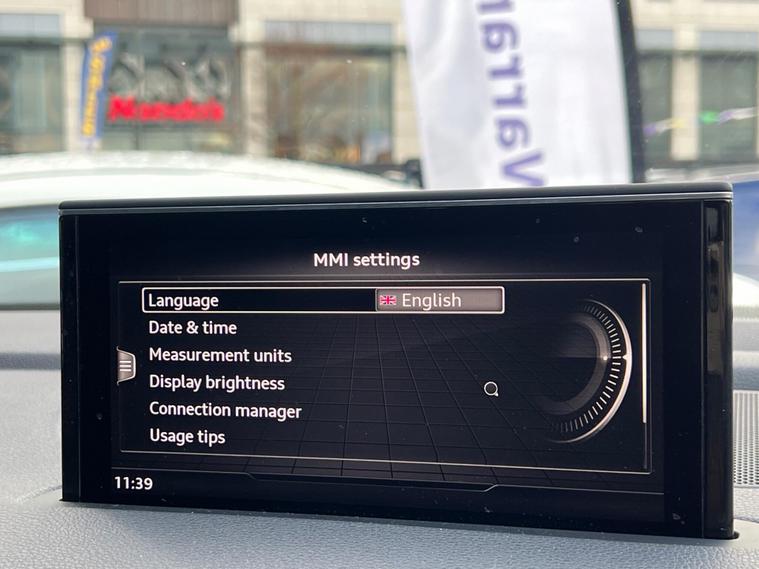 Nando's
MMI settings
Language English
Date & time
Measurement units
Display brightness
Connection manager
Usage tips
11:39